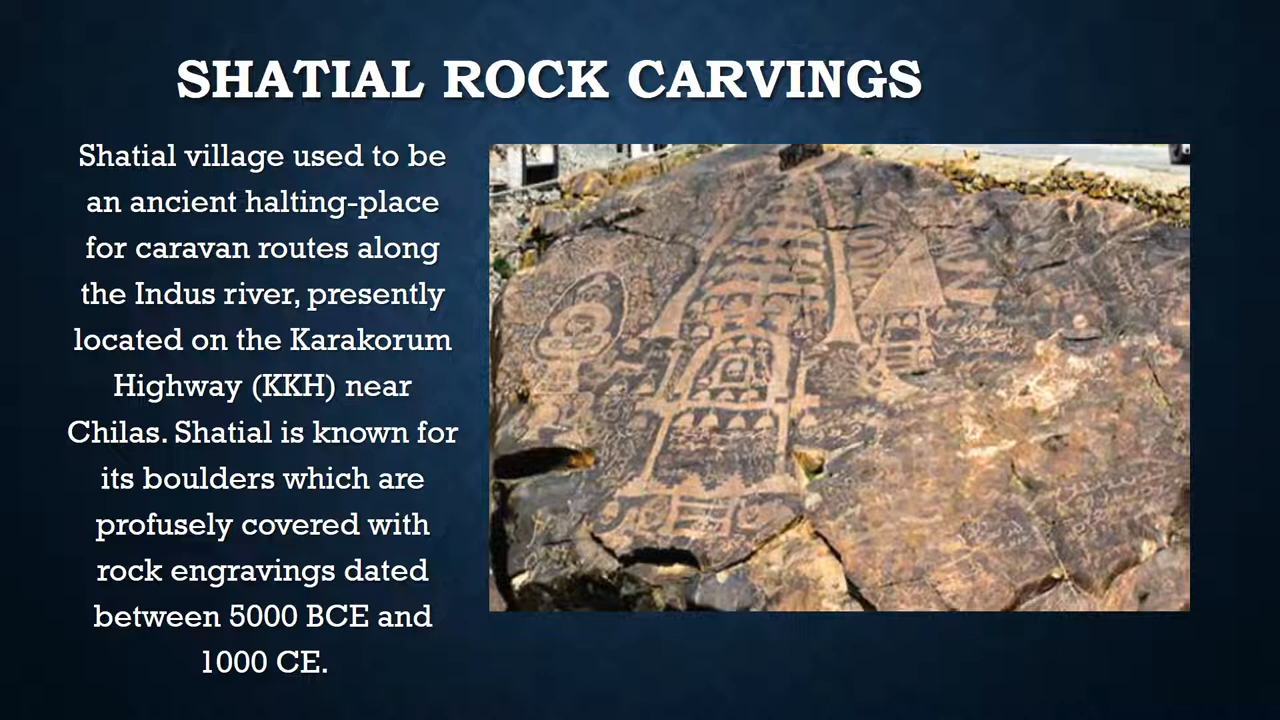 SHATIAL ROCK CARVINGS
Shatial village used to be
an ancient halting-place
for caravan routes along
the Indus river, presently
located on the Karakorum
Highway (KKH) near
Chilas. Shatial is known for
its boulders which are
profusely covered with
rock engravings dated
between 5000 BCE and
1000 CE.